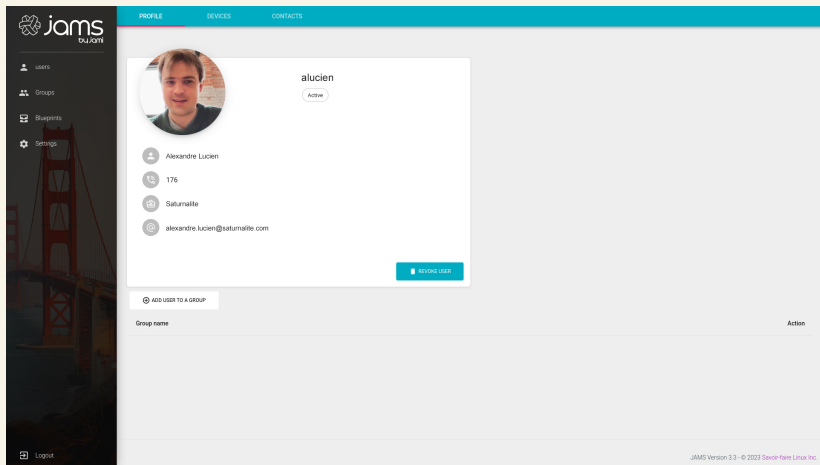 jams
by Jami
users
Groups
Blueprints
Settings
Logout
PROFILE DEVICES CONTACTS
alucien
Active
Alexandre Lucien
176
Saturnalite
alexandre.lucien@saturnalite.com
REVOKE USER
ADD USER TO A GROUP
Group name Action
JAMS Version 3.3 - © 2023 Savoir-faire Linux Inc.